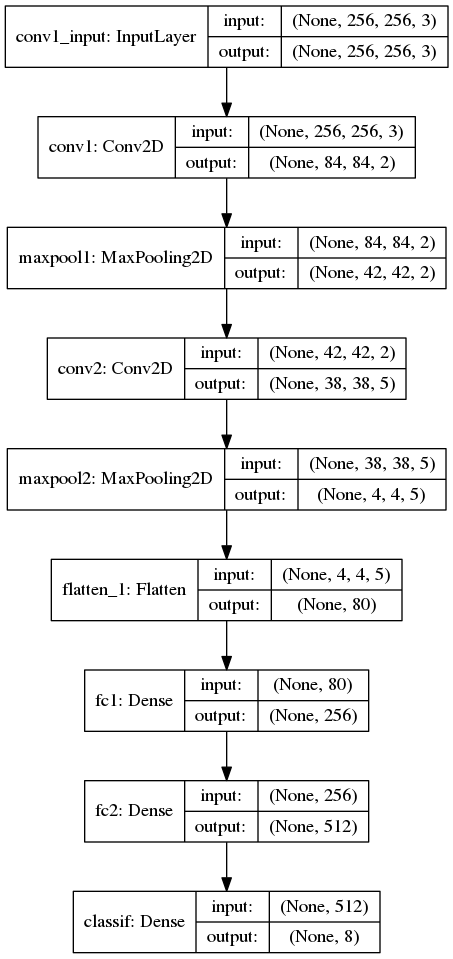 conv1_input: InputLayer
input: (None, 256, 256, 3)
output: (None, 256, 256, 3)
conv1: Conv2D
input: (None, 256, 256, 3)
output: (None, 84, 84, 2)
maxpool1: MaxPooling2D
input: (None, 84, 84, 2)
output: (None, 42, 42, 2)
conv2: Conv2D
input: (None, 42, 42, 2)
output: (None, 38, 38, 5)
maxpool2: MaxPooling2D
input: (None, 38, 38, 5)
output: (None, 4, 4, 5)
flatten_1: Flatten
input: (None, 4, 4, 5)
output: (None, 80)
fc1: Dense
input: (None, 80)
output: (None, 256)
fc2: Dense
input: (None, 256)
output: (None, 512)
classif: Dense
input: (None, 512)
output: (None, 8)